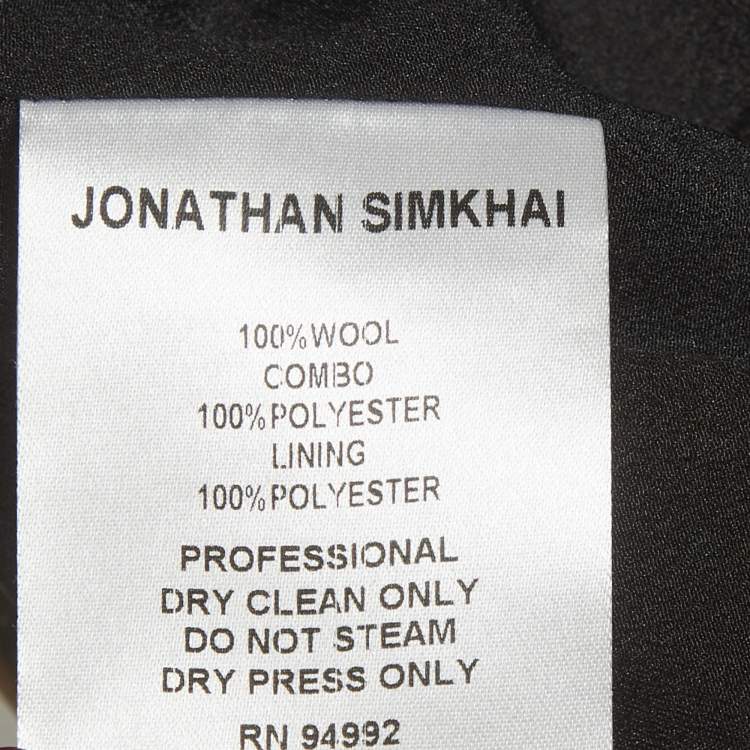 JONATHAN SIMKHAI
100%WOOL
COMBO
100%POLYESTER
LINING
100%POLYESTER
PROFESSIONAL
DRY CLEAN ONLY
DO NOT STEAM
DRY PRESS ONLY
RN 94992